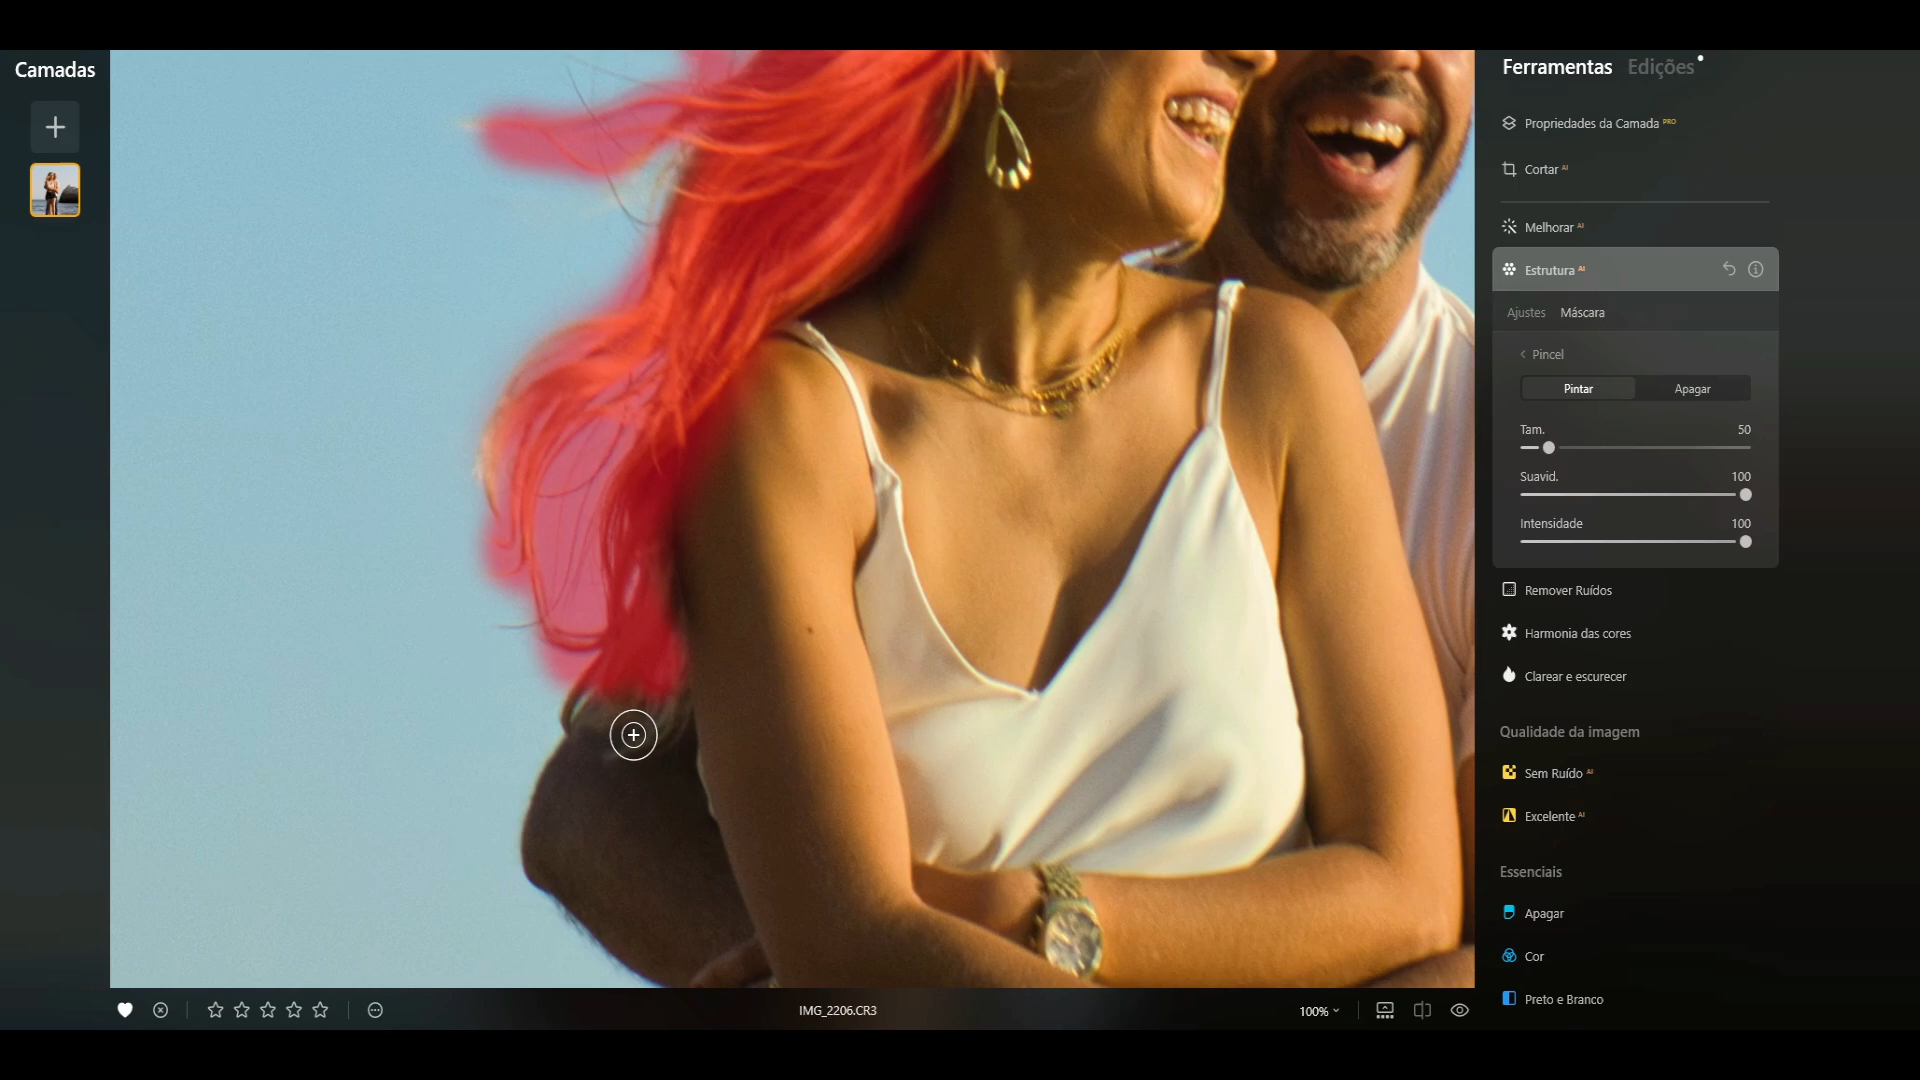 Camadas
Ferramentas Edições
Propriedades da Camada PRO
Cortar AI
Melhorar AI
Estrutura AI
Ajustes Máscara
Pincel
Pintar Apagar
Tam. 50
Suavid. 100
Intensidade 100
Remover Ruídos
Harmonia das cores
Clarear e escurecer
Qualidade da imagem
Sem Ruído AI
Excelente AI
Essenciais
Apagar
Cor
Preto e Branco
IMG_2206.CR3
100%